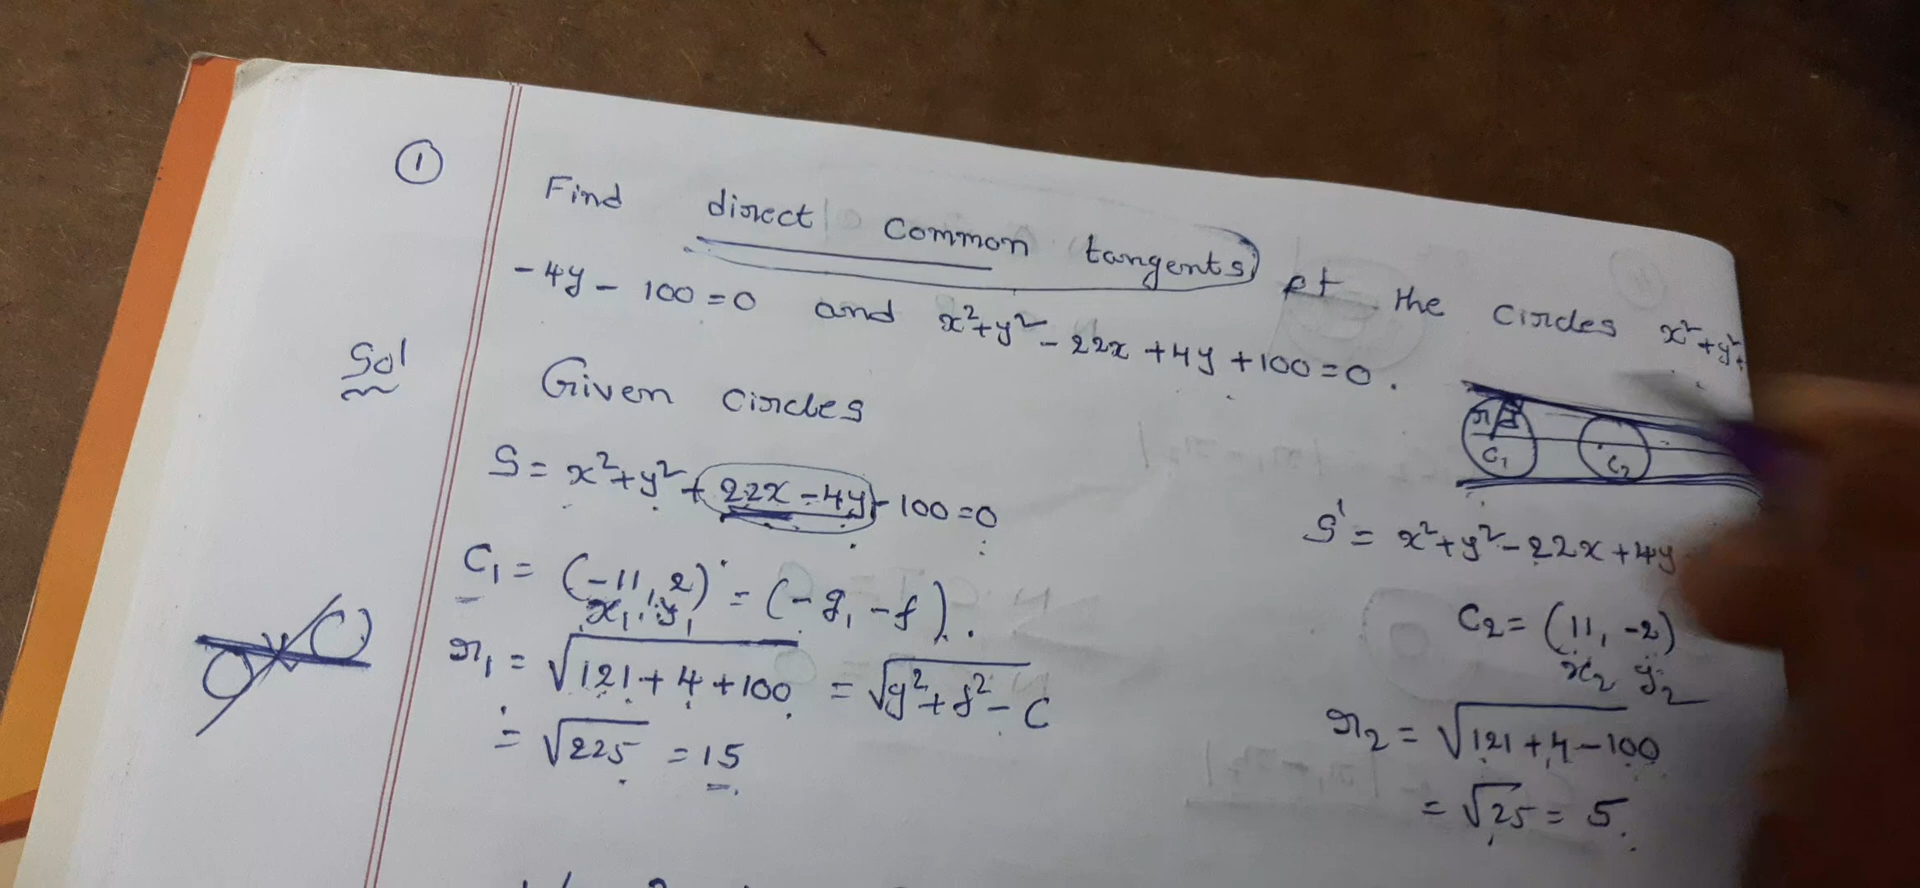 ①
Find direct common tangents of the circles x²+y²+
-4y - 100 = 0 and x²+y² - 22x + 4y + 100 = 0.
Sol
Given circles
r
C₁ C₂
S = x²+y²+22x-4y-100=0
S' = x²+y²-22x+4y
C₁ = (-11, 2) = (-g, -f).
x₁, y₁
C₂ = (11, -2)
x₂ y₂
r₁ = √121+4+100 = √g²+f²-C
= √225 = 15
r₂ = √121+4-100
= √25 = 5.